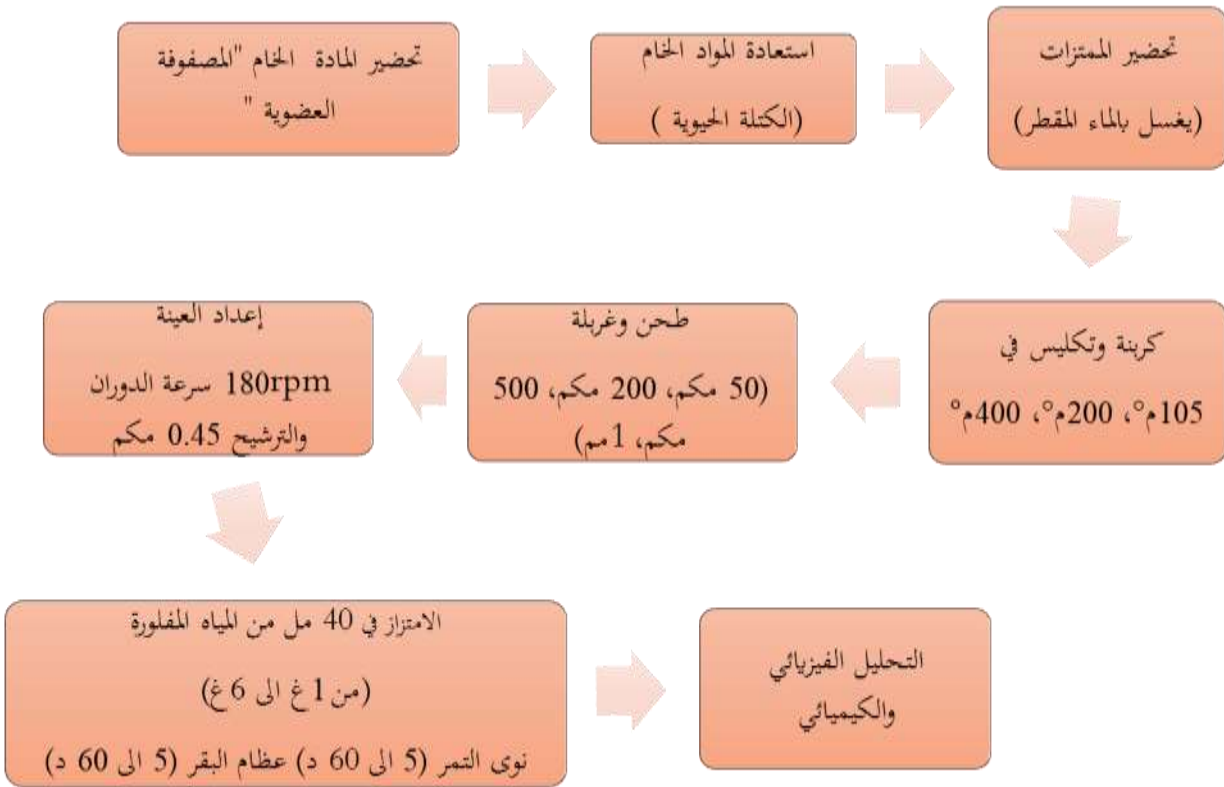 تحضير المادة الخام "المصفوفة
العضوية "
استعادة المواد الخام
(الكتلة الحيوية )
تحضير الممتزات
(يغسل بالماء المقطر)
كربنة وتكليس في
105م°، 200م°، 400م°
طحن وغربلة
(50 مكم، 200 مكم، 500
مكم، 1مم)
إعداد العينة
180rpm سرعة الدوران
والترشيح 0.45 مكم
الامتزاز في 40 مل من المياه المفلورة
(من 1 غ الى 6 غ)
نوى التمر (5 الى 60 د) عظام البقر (5 الى 60 د)
التحليل الفيزيائي
والكيميائي